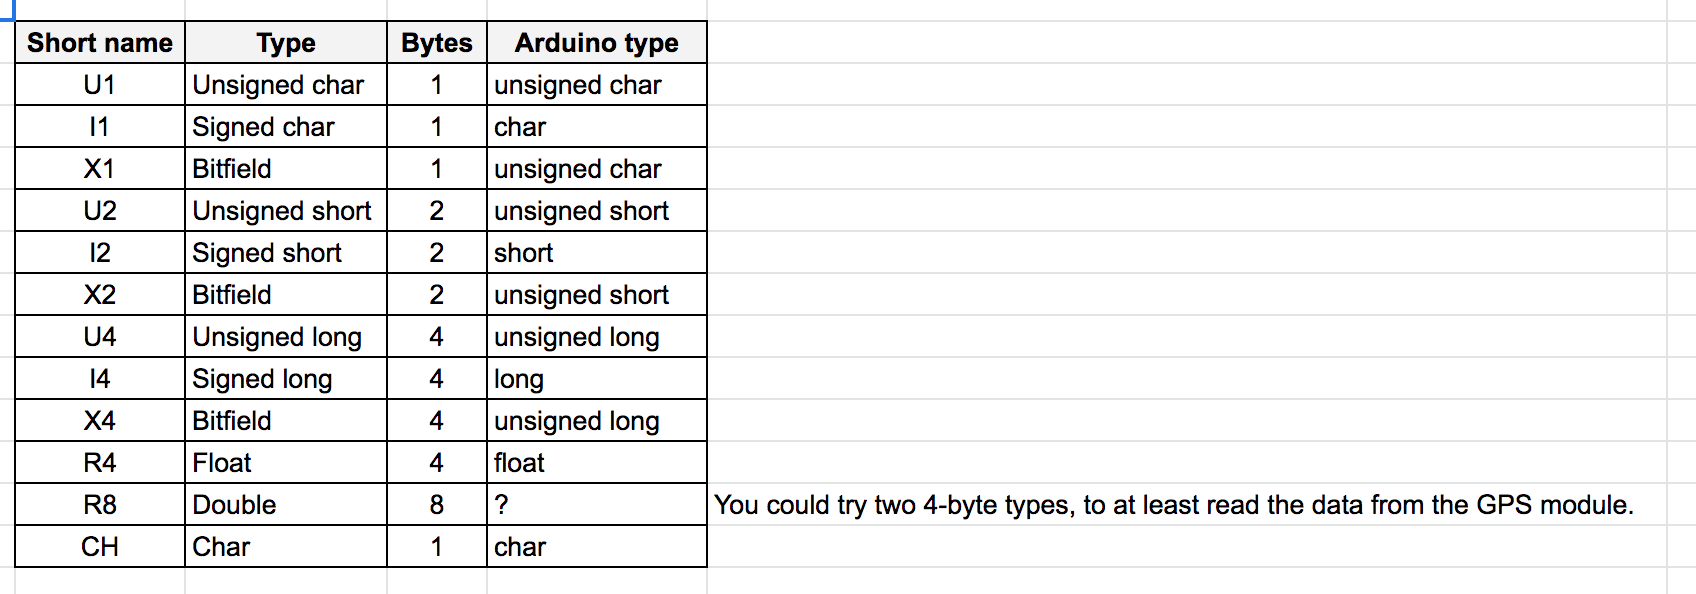 Short name Type Bytes Arduino type
U1 Unsigned char 1 unsigned char
I1 Signed char 1 char
X1 Bitfield 1 unsigned char
U2 Unsigned short 2 unsigned short
I2 Signed short 2 short
X2 Bitfield 2 unsigned short
U4 Unsigned long 4 unsigned long
I4 Signed long 4 long
X4 Bitfield 4 unsigned long
R4 Float 4 float
R8 Double 8 ? You could try two 4-byte types, to at least read the data from the GPS module.
CH Char 1 char